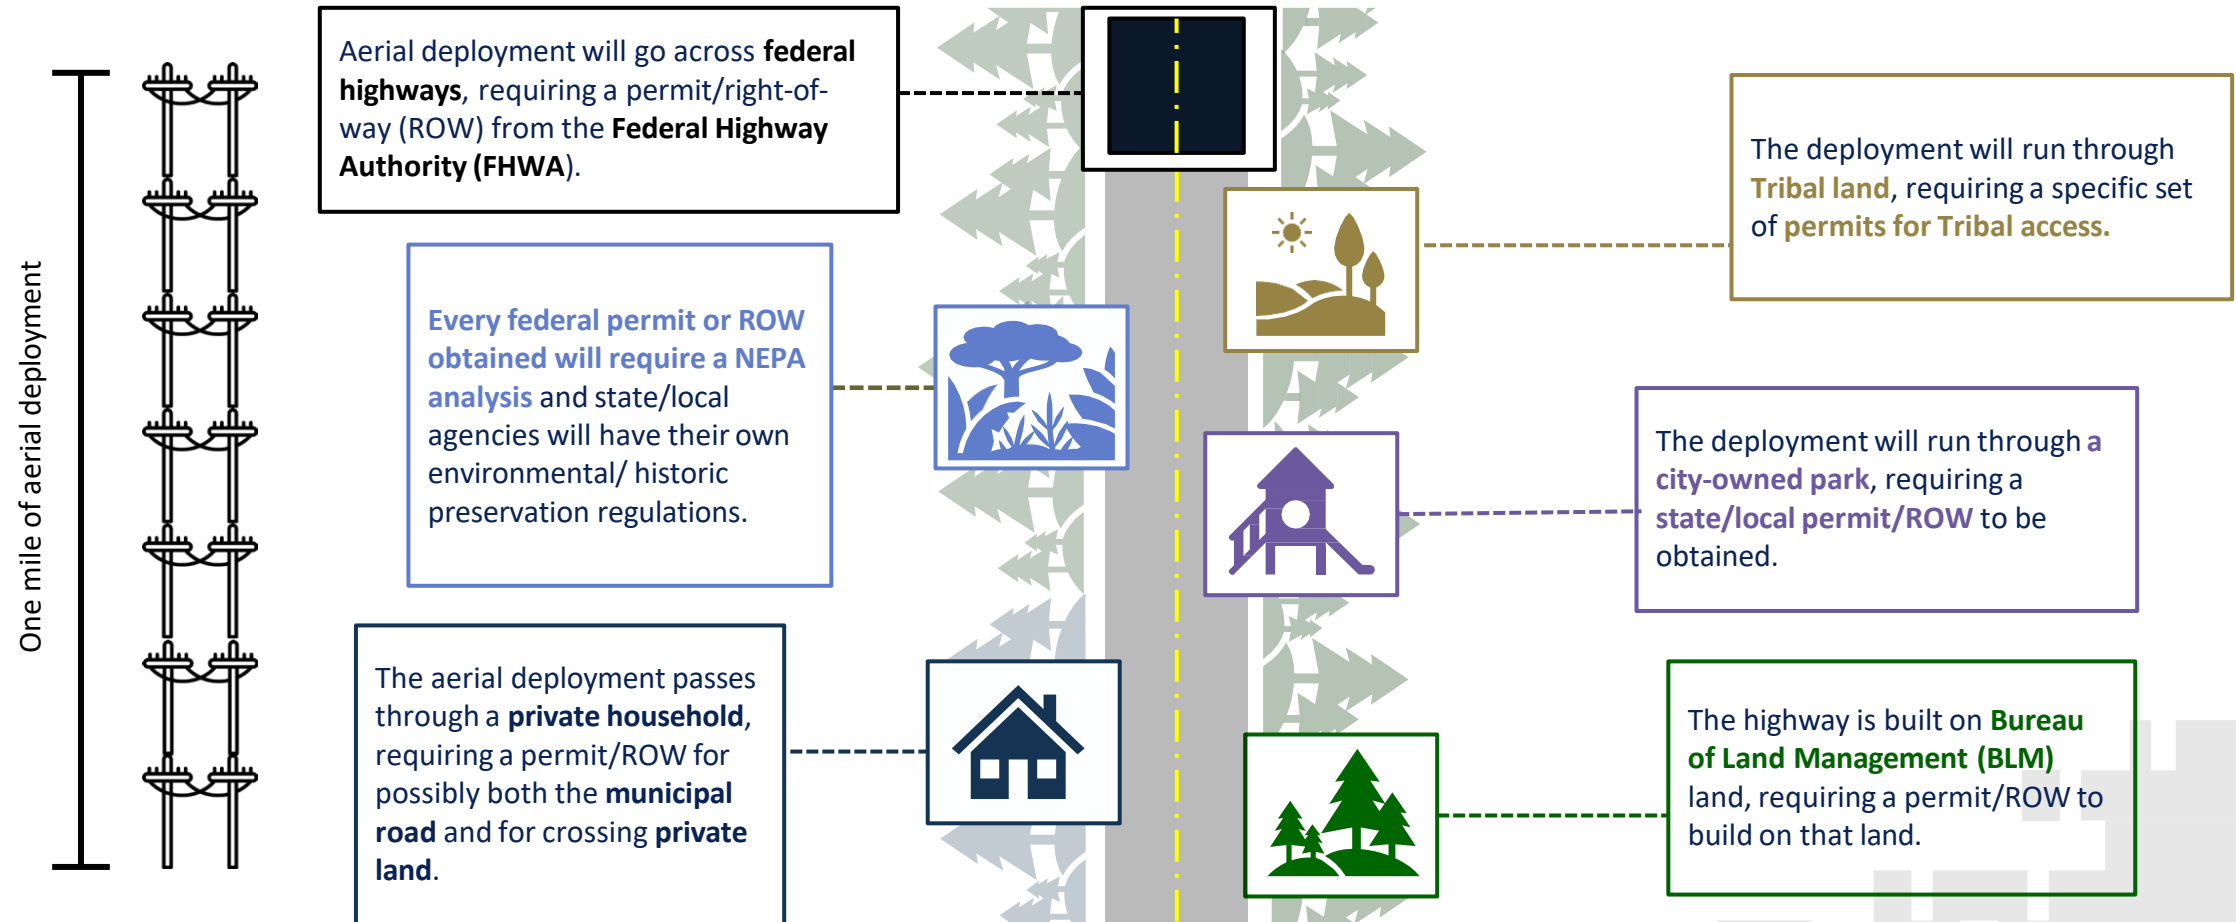 One mile of aerial deployment
Aerial deployment will go across federal
highways, requiring a permit/right-of-
way (ROW) from the Federal Highway
Authority (FHWA).
Every federal permit or ROW
obtained will require a NEPA
analysis and state/local
agencies will have their own
environmental/ historic
preservation regulations.
The aerial deployment passes
through a private household,
requiring a permit/ROW for
possibly both the municipal
road and for crossing private
land.
The deployment will run through
Tribal land, requiring a specific set
of permits for Tribal access.
The deployment will run through a
city-owned park, requiring a
state/local permit/ROW to be
obtained.
The highway is built on Bureau
of Land Management (BLM)
land, requiring a permit/ROW to
build on that land.